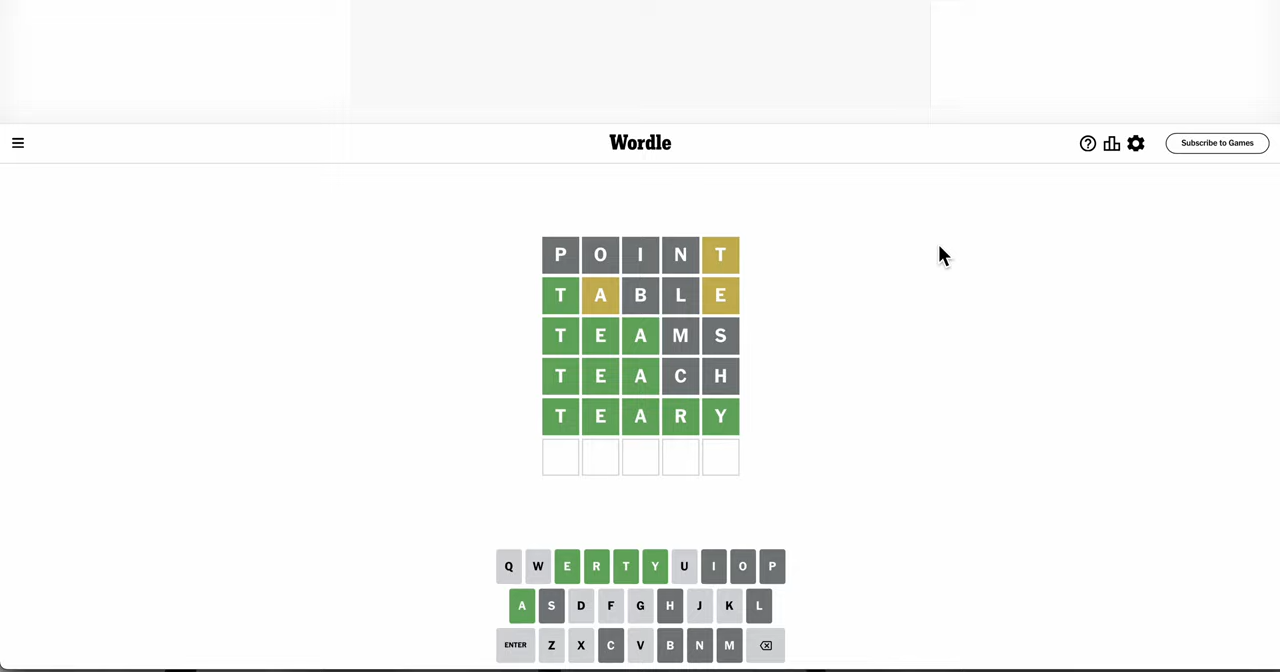 Wordle
Subscribe to Games
P O I N T
T A B L E
T E A M S
T E A C H
T E A R Y
Q W E R T Y U I O P
A S D F G H J K L
ENTER Z X C V B N M